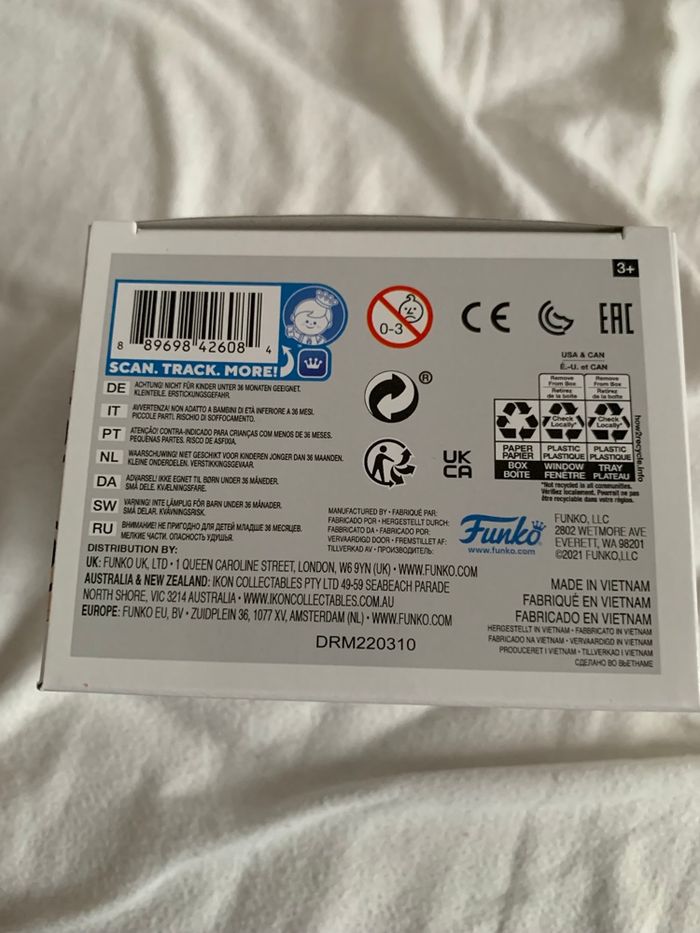 3+
8 89698 42608 4
SCAN. TRACK. MORE!
0-3
CE
EAC
®
UK
CA
USA & CAN
É.-U. et CAN
Remove From Box
Retirez de la boîte
Remove From Box
Retirez de la boîte
Check Locally*
Check Locally*
PAPER
PAPIER
BOX
BOÎTE
PLASTIC
PLASTIQUE
WINDOW
FENÊTRE
PLASTIC
PLASTIQUE
TRAY
PLATEAU
how2recycle.info
*Not recycled in all communities.
Vérifiez localement. Pourrait ne pas
être recyclable dans votre région.
DE ACHTUNG! NICHT FÜR KINDER UNTER 36 MONATEN GEEIGNET.
KLEINTEILE. ERSTICKUNGSGEFAHR.
IT AVVERTENZA! NON ADATTO A BAMBINI DI ETÀ INFERIORE A 36 MESI.
PICCOLE PARTI. RISCHIO DI SOFFOCAMENTO.
PT ATENÇÃO! CONTRA-INDICADO PARA CRIANÇAS COM MENOS DE 36 MESES.
PEQUENAS PARTES. RISCO DE ASFIXIA.
NL WAARSCHUWING! NIET GESCHIKT VOOR KINDEREN JONGER DAN 36 MAANDEN.
KLEINE ONDERDELEN. VERSTIKKINGSGEVAAR.
DA ADVARSEL! IKKE EGNET TIL BØRN UNDER 36 MÅNEDER.
SMÅ DELE. KVÆLNINGSFARE.
SW VARNING! INTE LÄMPLIG FÖR BARN UNDER 36 MÅNADER.
SMÅ DELAR. KVÄVNINGSRISK.
RU ВНИМАНИЕ! НЕ ПРИГОДНО ДЛЯ ДЕТЕЙ МЛАДШЕ 36 МЕСЯЦЕВ.
МЕЛКИЕ ЧАСТИ. ОПАСНОСТЬ УДУШЬЯ.
MANUFACTURED BY • FABRIQUÉ PAR:
FABRICADO POR • HERGESTELLT DURCH:
FABBRICATO DA • FABRICADO POR:
VERVAARDIGD DOOR • FREMSTILLET AF:
TILLVERKAD AV • ПРОИЗВОДИТЕЛЬ:
Funko
www.funko.com
FUNKO, LLC
2802 WETMORE AVE
EVERETT, WA 98201
©2021 FUNKO,LLC
DISTRIBUTION BY:
UK: FUNKO UK, LTD • 1 QUEEN CAROLINE STREET, LONDON, W6 9YN (UK) • WWW.FUNKO.COM
AUSTRALIA & NEW ZEALAND: IKON COLLECTABLES PTY LTD 49-59 SEABEACH PARADE
NORTH SHORE, VIC 3214 AUSTRALIA • WWW.IKONCOLLECTABLES.COM.AU
EUROPE: FUNKO EU, BV • ZUIDPLEIN 36, 1077 XV, AMSTERDAM (NL) • WWW.FUNKO.COM
DRM220310
MADE IN VIETNAM
FABRIQUÉ EN VIETNAM
FABRICADO EN VIETNAM
HERGESTELLT IN VIETNAM • FABBRICATO IN VIETNAM
FABRICADO NA VIETNAM • VERVAARDIGD IN VIETNAM
PRODUCERET I VIETNAM • TILLVERKAD I VIETNAM
СДЕЛАНО ВО ВЬЕТНАМЕ